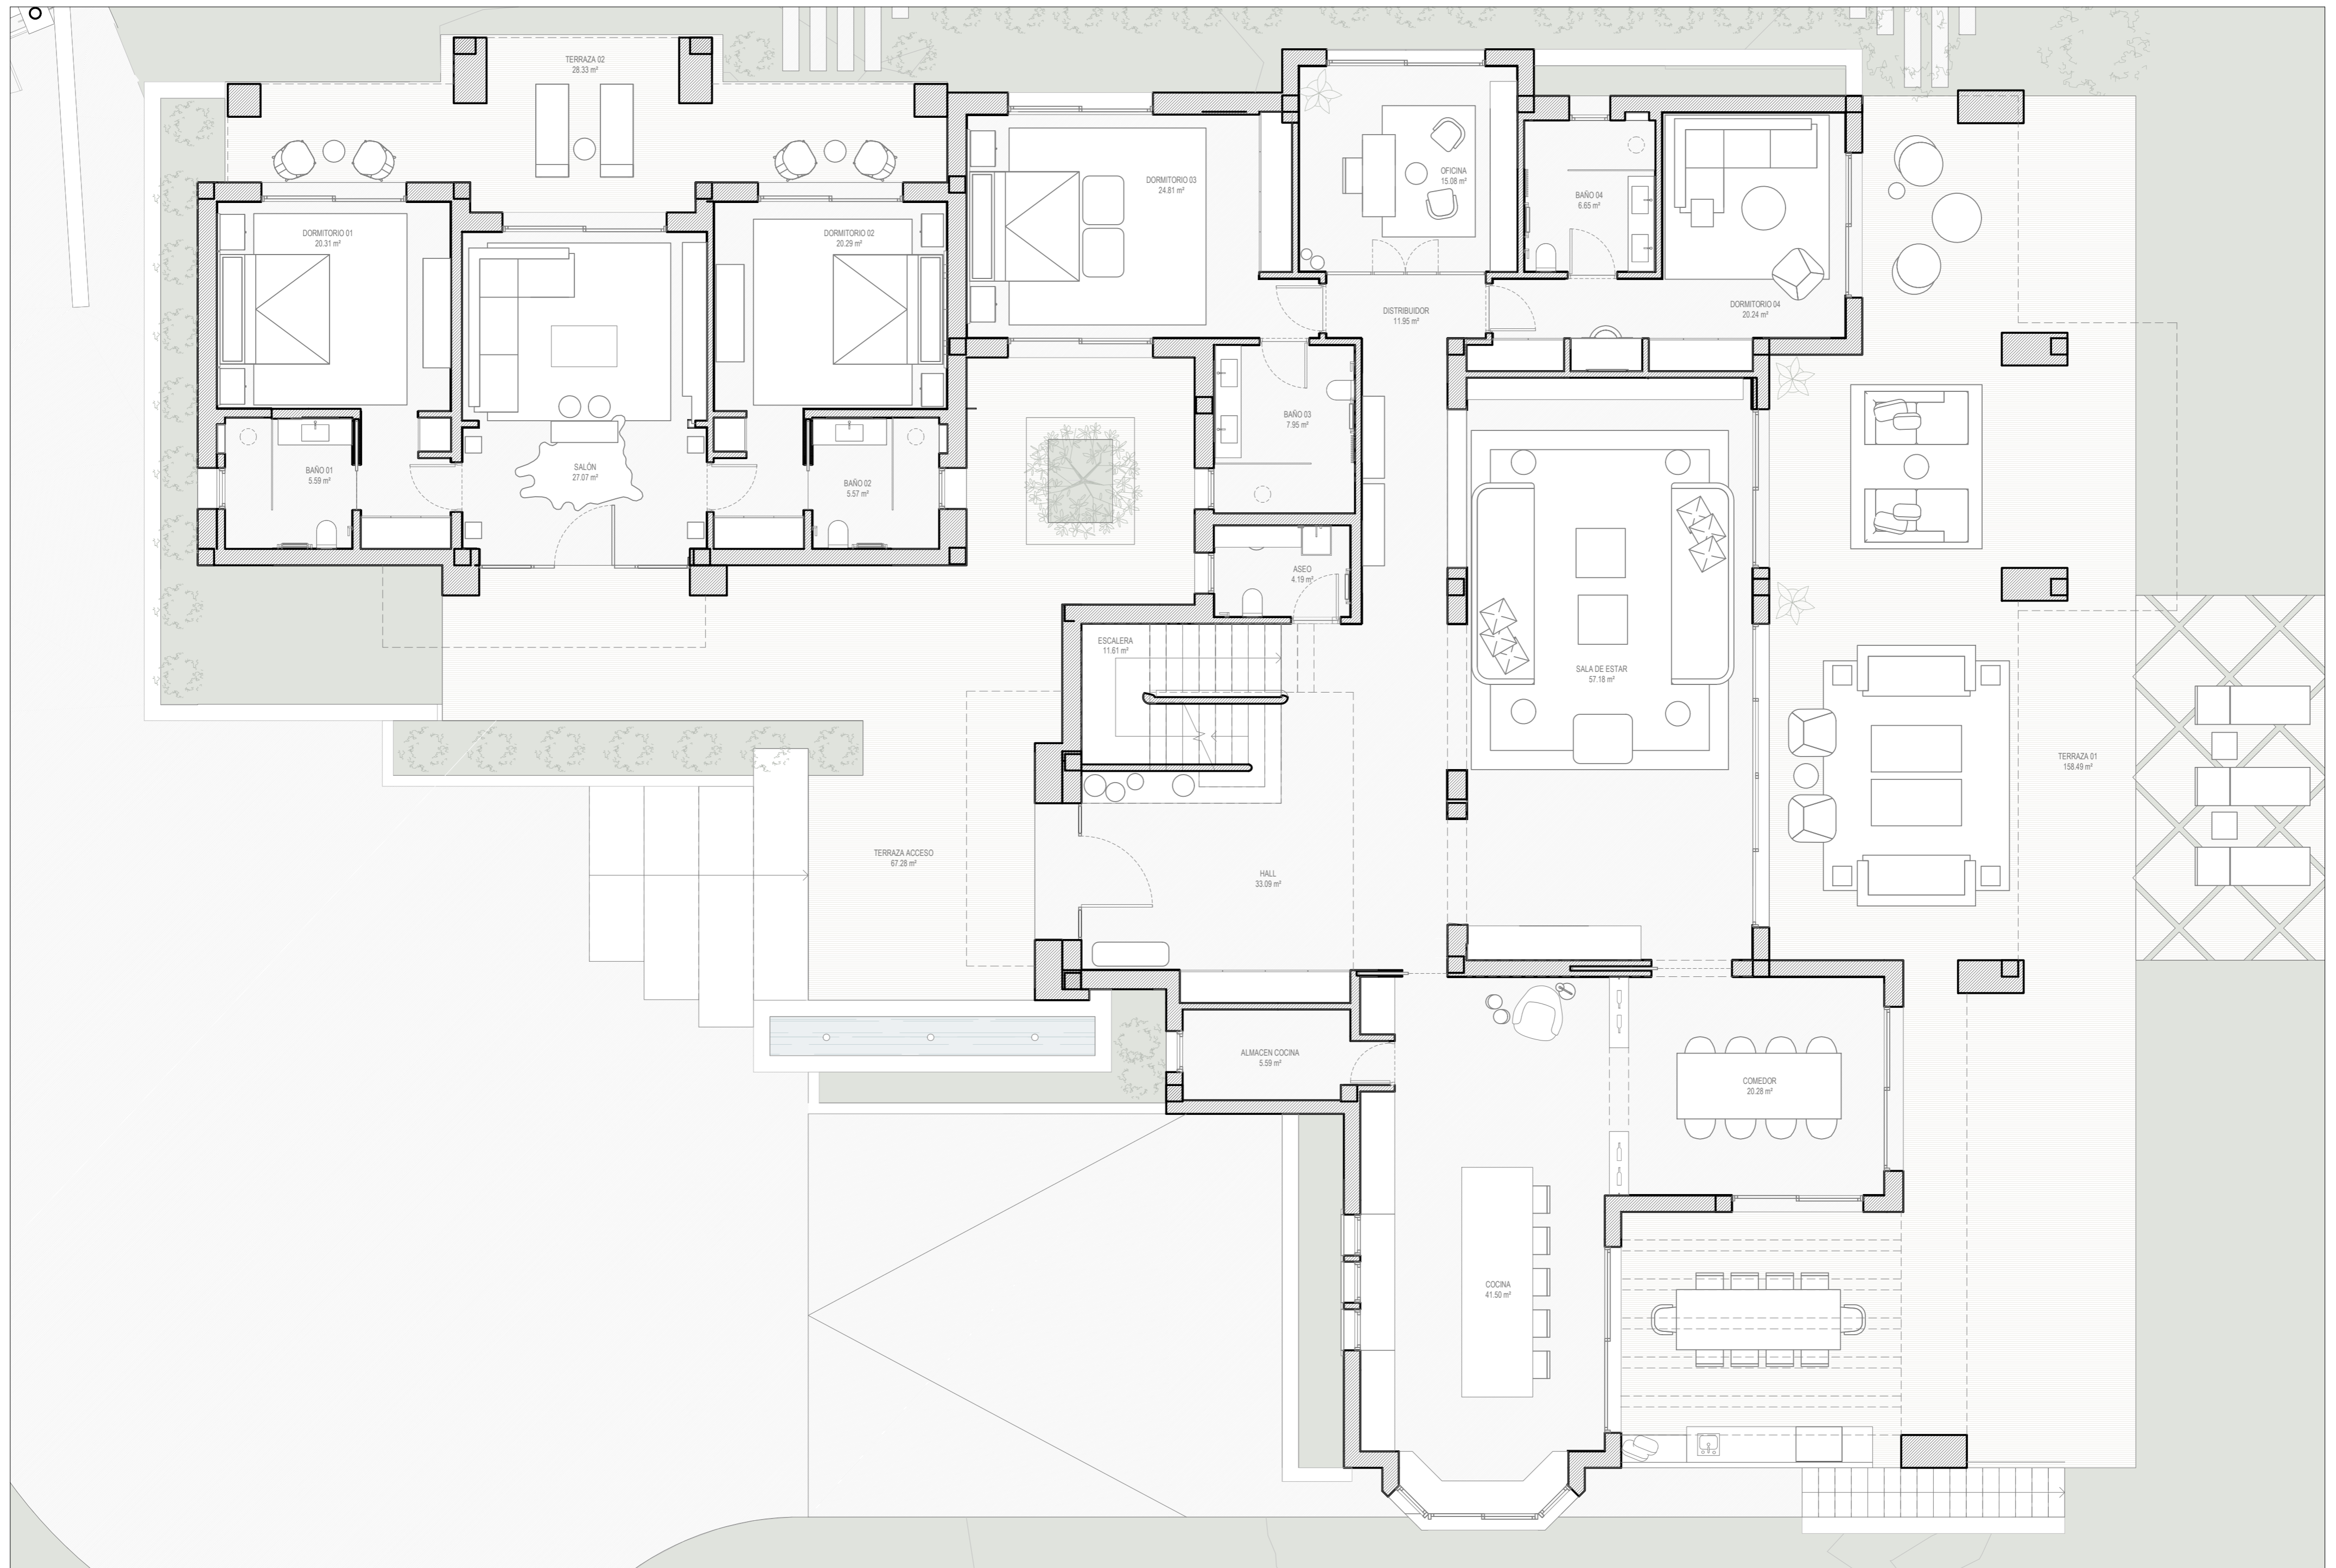 TERRAZA 02
28.33 m²
DORMITORIO 03
24.81 m²
OFICINA
15.08 m²
BAÑO 04
6.65 m²
DORMITORIO 01
20.31 m²
DORMITORIO 02
20.29 m²
DISTRIBUIDOR
11.95 m²
DORMITORIO 04
20.24 m²
BAÑO 03
7.95 m²
BAÑO 01
5.59 m²
SALÓN
27.07 m²
BAÑO 02
5.57 m²
ASEO
4.19 m²
ESCALERA
11.61 m²
SALA DE ESTAR
57.18 m²
TERRAZA 01
158.49 m²
TERRAZA ACCESO
67.28 m²
HALL
33.09 m²
ALMACEN COCINA
5.59 m²
COMEDOR
20.28 m²
COCINA
41.50 m²